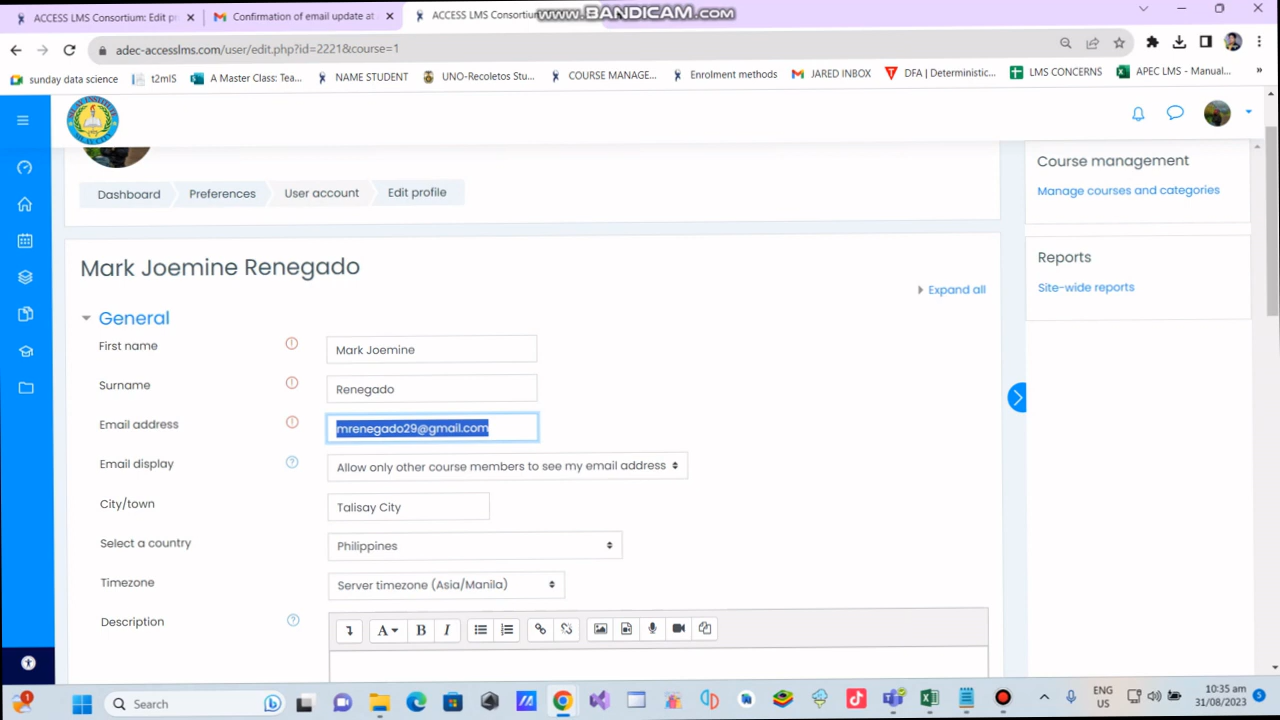 ACCESS LMS Consortium: Edit p
Confirmation of email update at
ACCESS LMS Consortiu
www.BANDICAM.com
adec-accesslms.com/user/edit.php?id=2221&course=1
sunday data science
t2mIS
A Master Class: Tea...
NAME STUDENT
UNO-Recoletos Stu...
COURSE MANAGE...
Enrolment methods
JARED INBOX
DFA | Deterministic...
LMS CONCERNS
APEC LMS - Manual...
»
Dashboard
Preferences
User account
Edit profile
Course management
Manage courses and categories
Reports
Site-wide reports
Mark Joemine Renegado
Expand all
General
First name
Mark Joemine
Surname
Renegado
Email address
mrenegado29@gmail.com
Email display
Allow only other course members to see my email address
City/town
Talisay City
Select a country
Philippines
Timezone
Server timezone (Asia/Manila)
Description
A
B
I
1
Search
ENG
US
10:35 am
31/08/2023
5